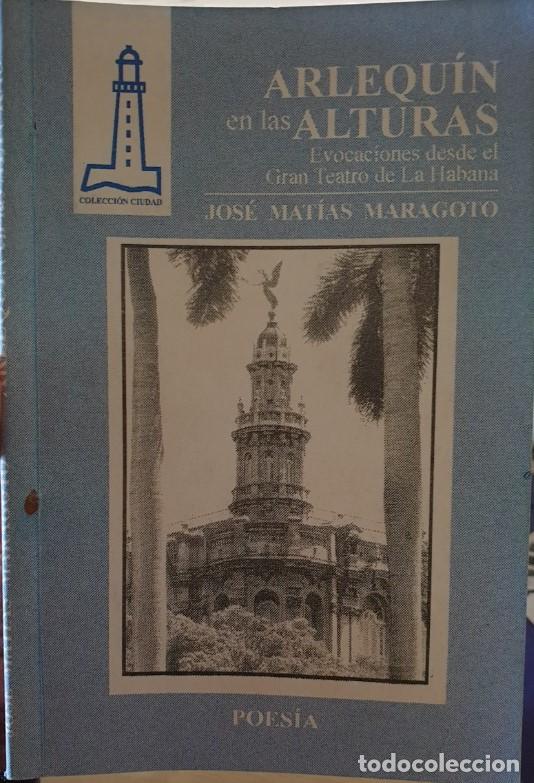 ARLEQUÍN
en las ALTURAS
Evocaciones desde el
Gran Teatro de La Habana
COLECCIÓN CIUDAD
JOSÉ MATÍAS MARAGOTO
POESÍA
todocoleccion